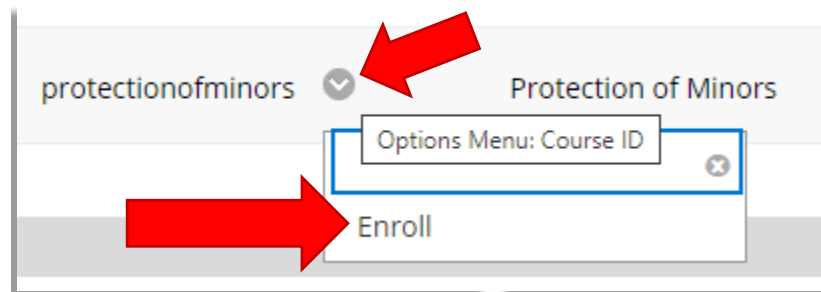 protectionofminors
Protection of Minors
Options Menu: Course ID
Enroll